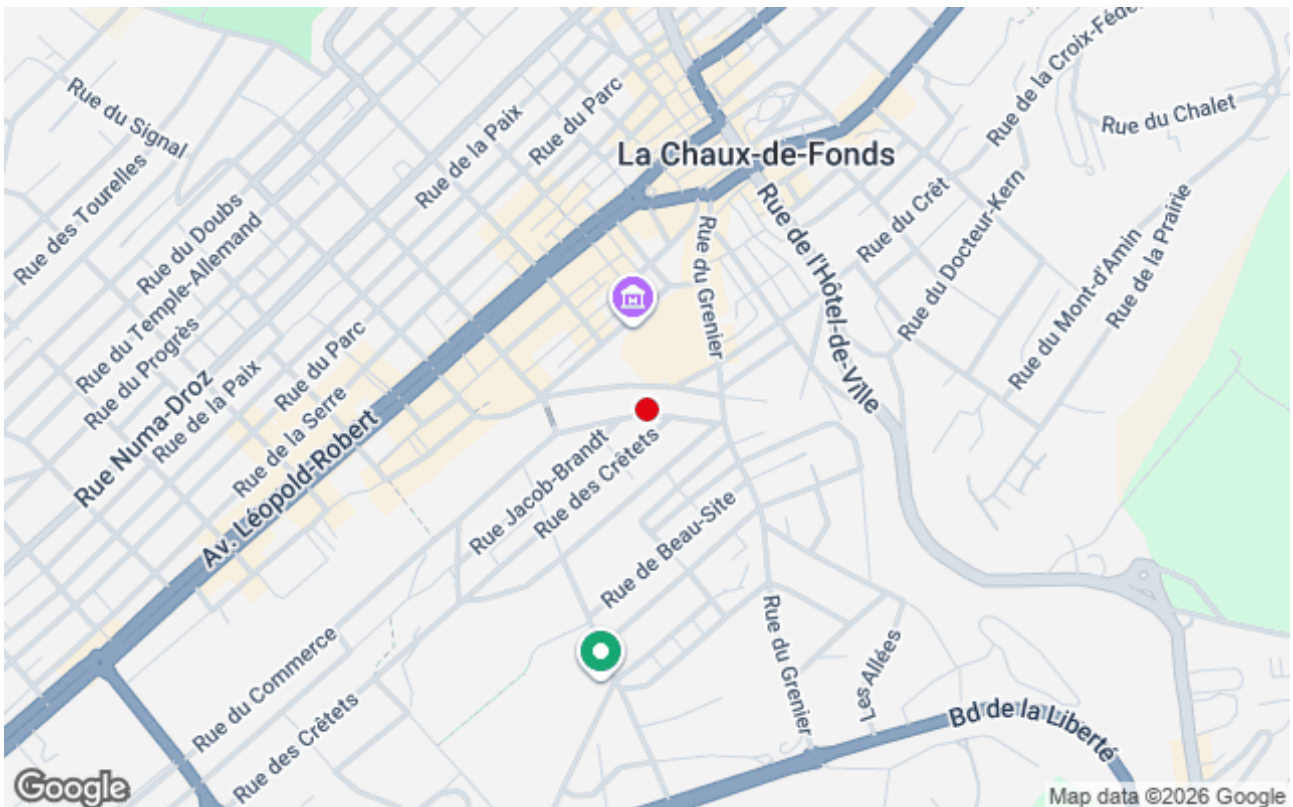 Rue du Signal
Rue des Tourelles
Rue du Doubs
Rue du Temple-Allemand
Rue du Progrès
Rue Numa-Droz
Rue de la Paix
Rue du Parc
Rue de la Serre
Av. Léopold-Robert
Rue de la Paix
Rue du Parc
La Chaux-de-Fonds
Rue de la Croix-Féde
Rue du Chalet
Rue du Crêt
Rue du Docteur-Kern
Rue du Mont-d'Amin
Rue de la Prairie
Rue de l'Hôtel-de-Ville
Rue du Grenier
Rue Jacob-Brandt
Rue des Crêtets
Rue de Beau-Site
Rue du Commerce
Rue des Crêtets
Rue du Grenier
Les Allées
Bd de la Liberté
Google
Map data ©2026 Google